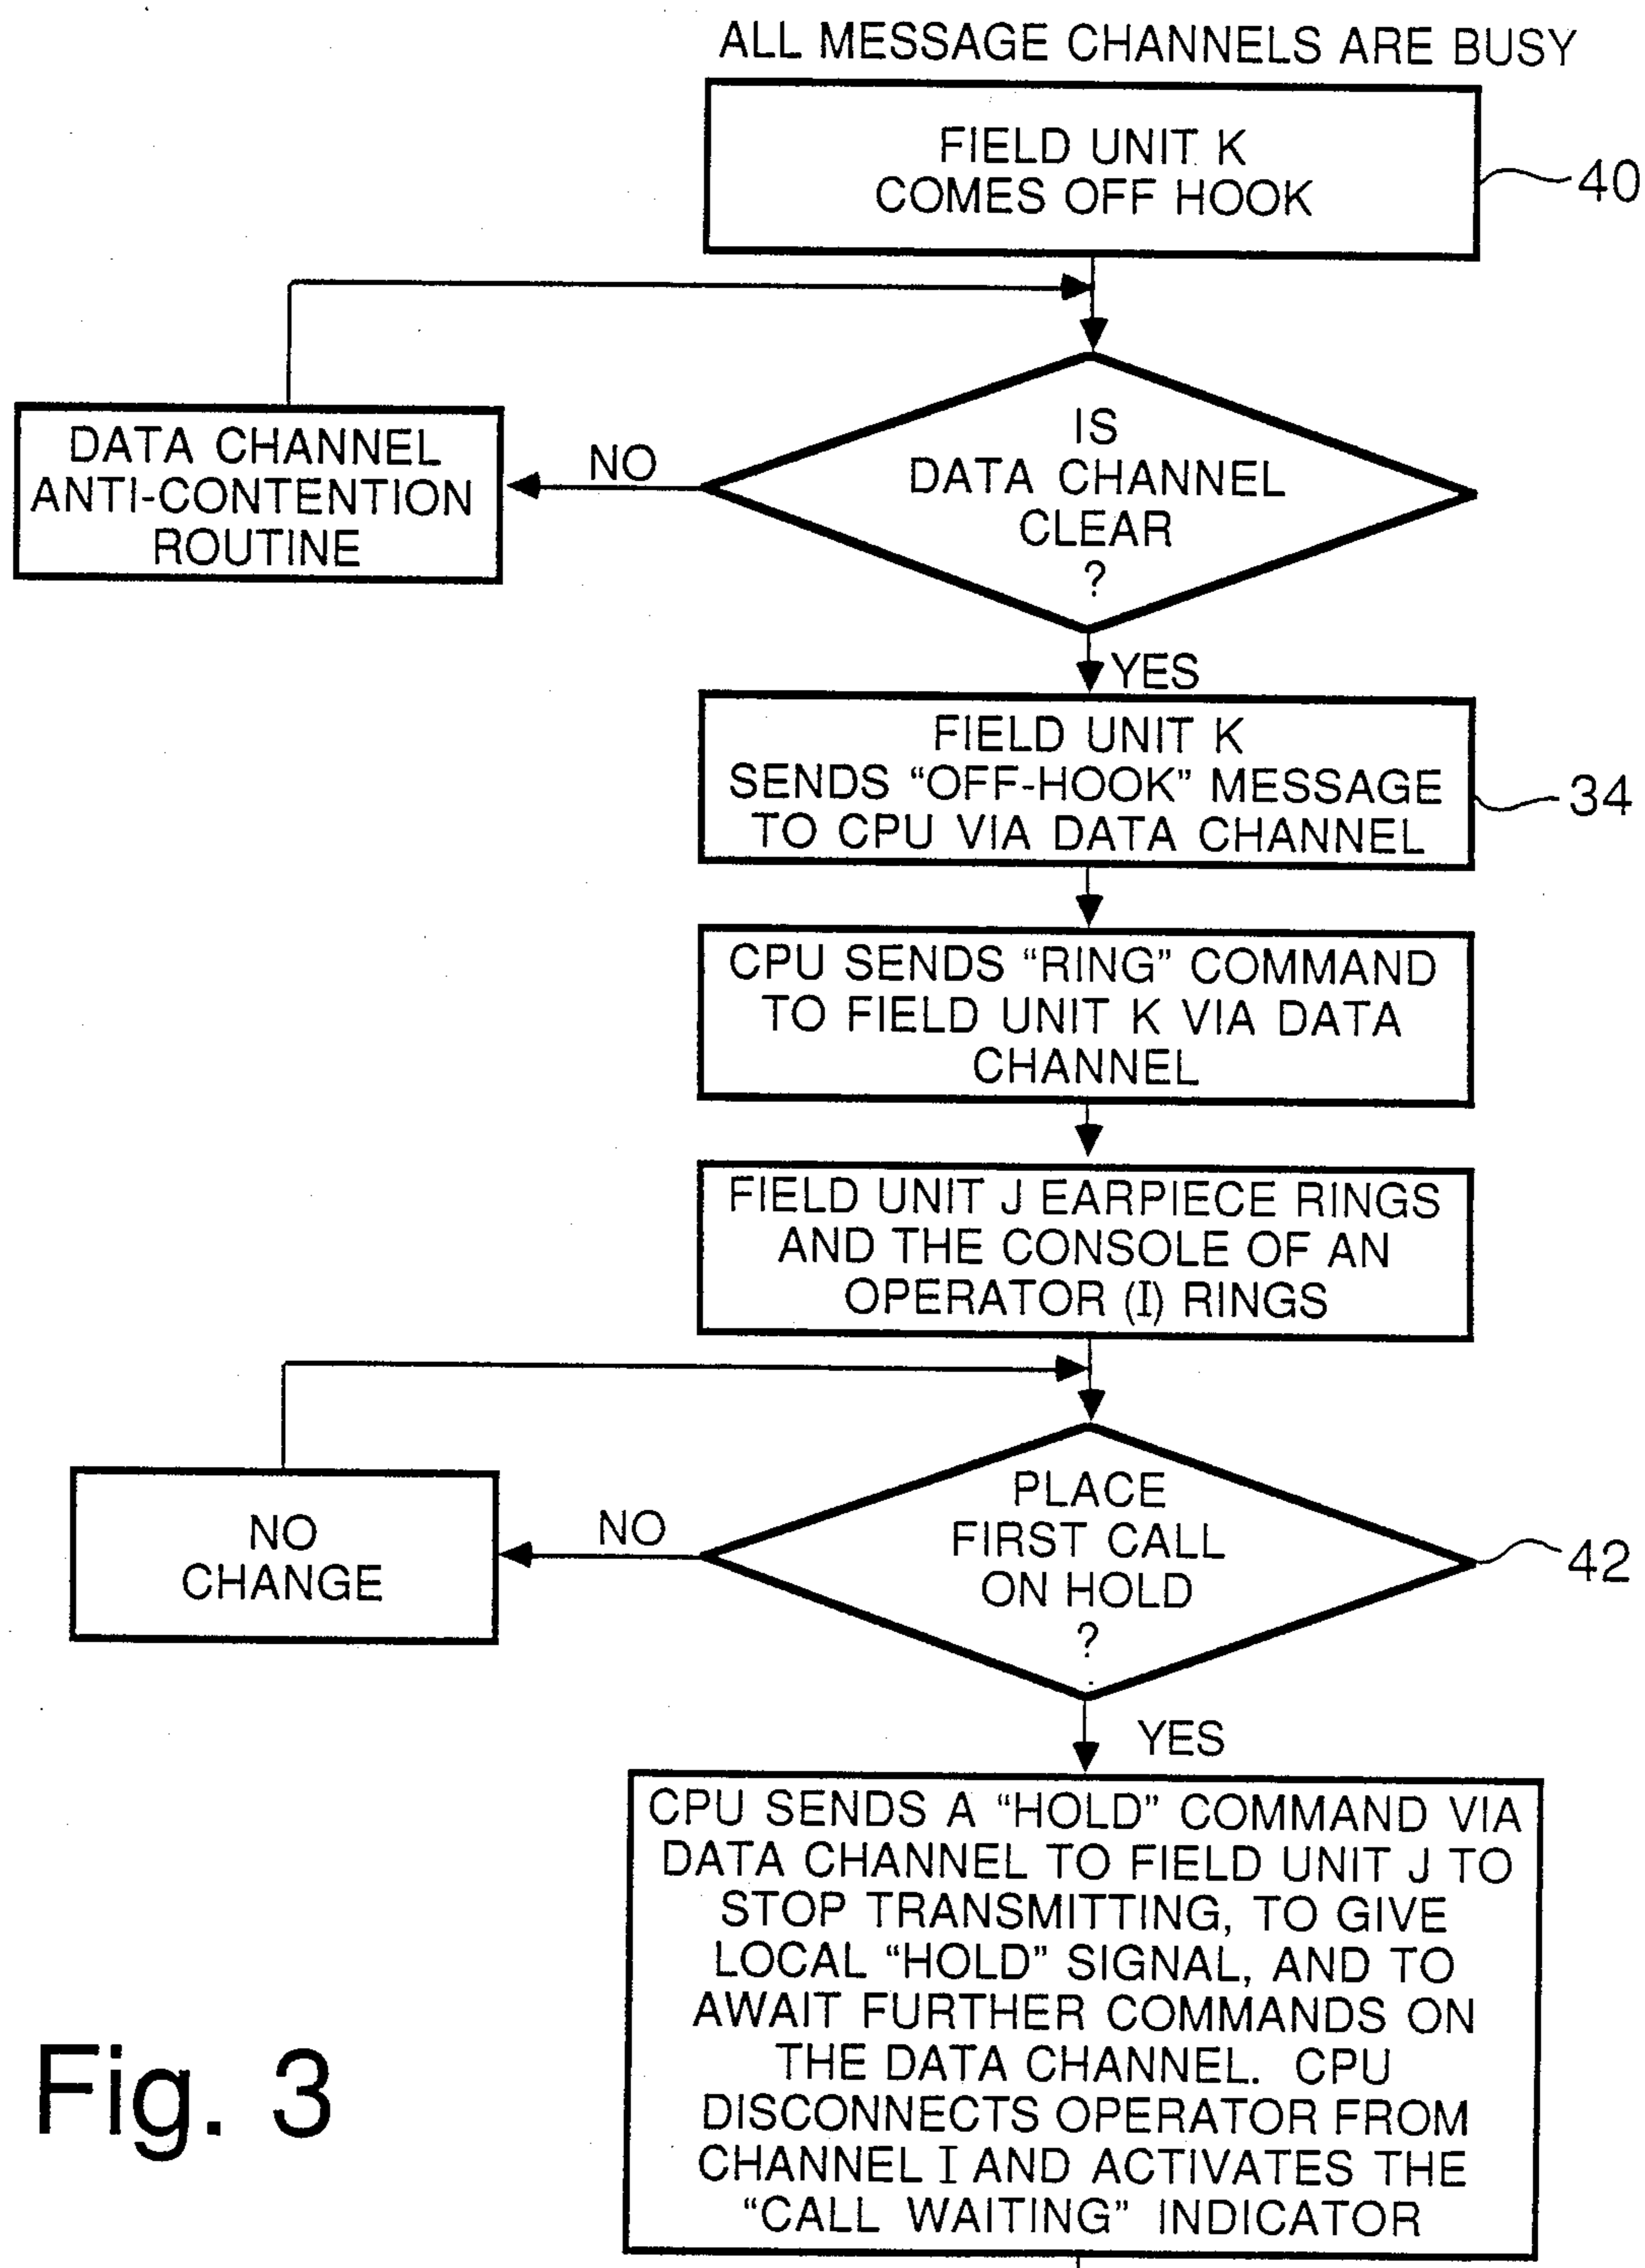 ALL MESSAGE CHANNELS ARE BUSY
FIELD UNIT K
COMES OFF HOOK
40
IS
DATA CHANNEL
CLEAR
?
NO
DATA CHANNEL
ANTI-CONTENTION
ROUTINE
YES
FIELD UNIT K
SENDS “OFF-HOOK” MESSAGE
TO CPU VIA DATA CHANNEL
34
CPU SENDS “RING” COMMAND
TO FIELD UNIT K VIA DATA
CHANNEL
FIELD UNIT J EARPIECE RINGS
AND THE CONSOLE OF AN
OPERATOR (I) RINGS
PLACE
FIRST CALL
ON HOLD
?
42
NO
NO
CHANGE
YES
CPU SENDS A “HOLD” COMMAND VIA
DATA CHANNEL TO FIELD UNIT J TO
STOP TRANSMITTING, TO GIVE
LOCAL “HOLD” SIGNAL, AND TO
AWAIT FURTHER COMMANDS ON
THE DATA CHANNEL. CPU
DISCONNECTS OPERATOR FROM
CHANNEL I AND ACTIVATES THE
“CALL WAITING” INDICATOR
Fig. 3